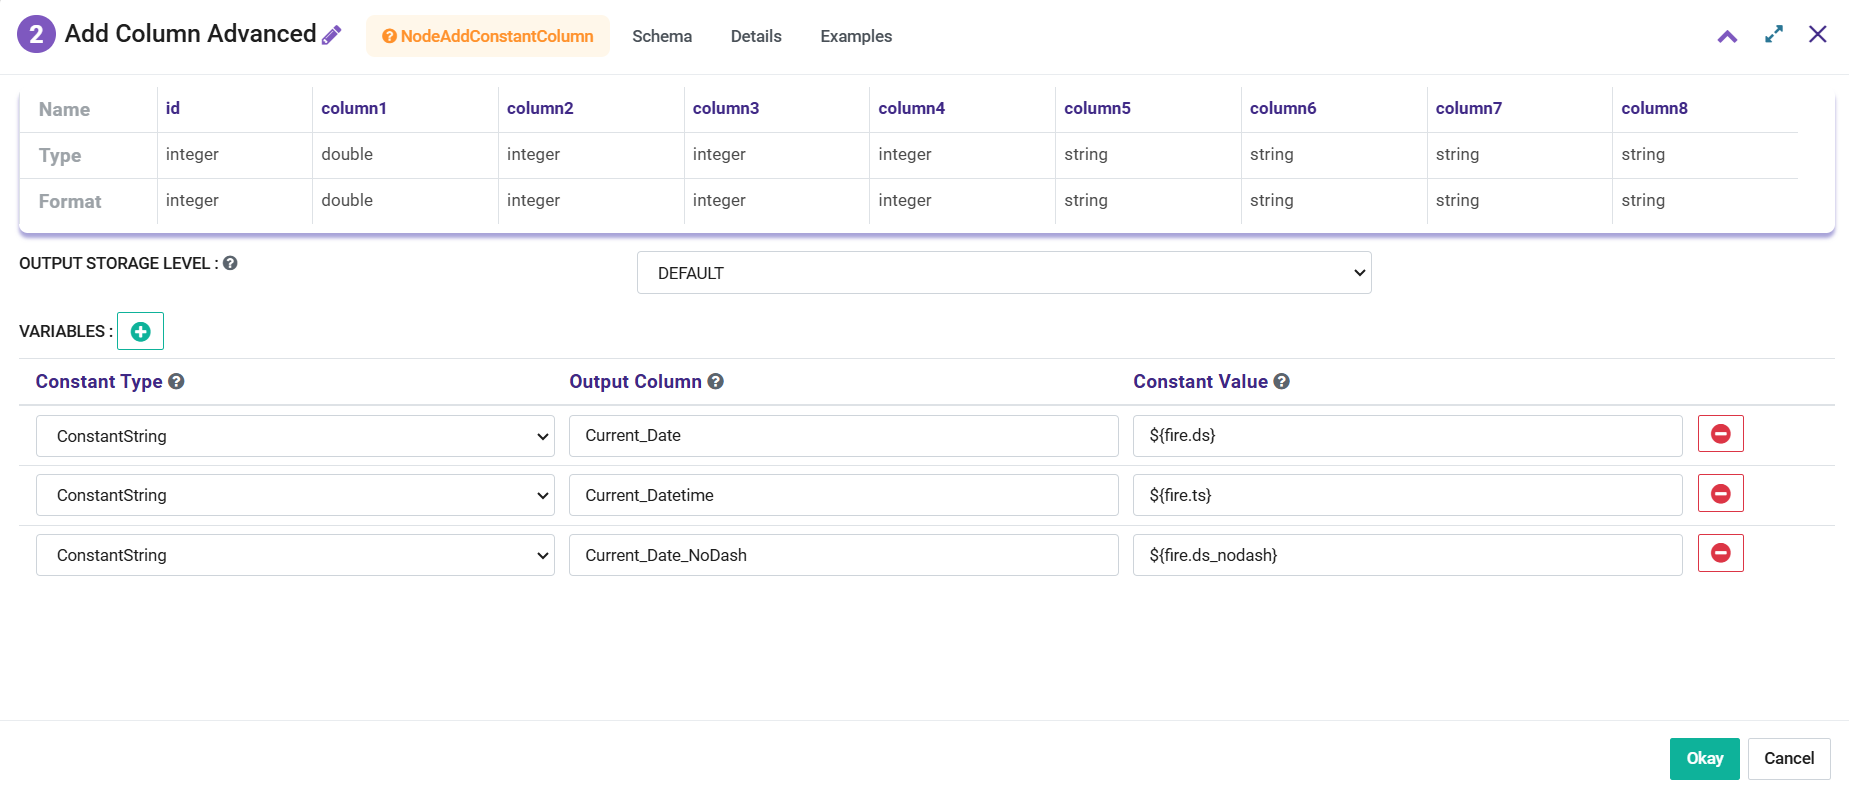 2 Add Column Advanced NodeAddConstantColumn Schema Details Examples
Name id column1 column2 column3 column4 column5 column6 column7 column8
Type integer double integer integer integer string string string string
Format integer double integer integer integer string string string string
OUTPUT STORAGE LEVEL :
DEFAULT
VARIABLES :
Constant Type Output Column Constant Value
ConstantString Current_Date ${fire.ds}
ConstantString Current_Datetime ${fire.ts}
ConstantString Current_Date_NoDash ${fire.ds_nodash}
Okay Cancel